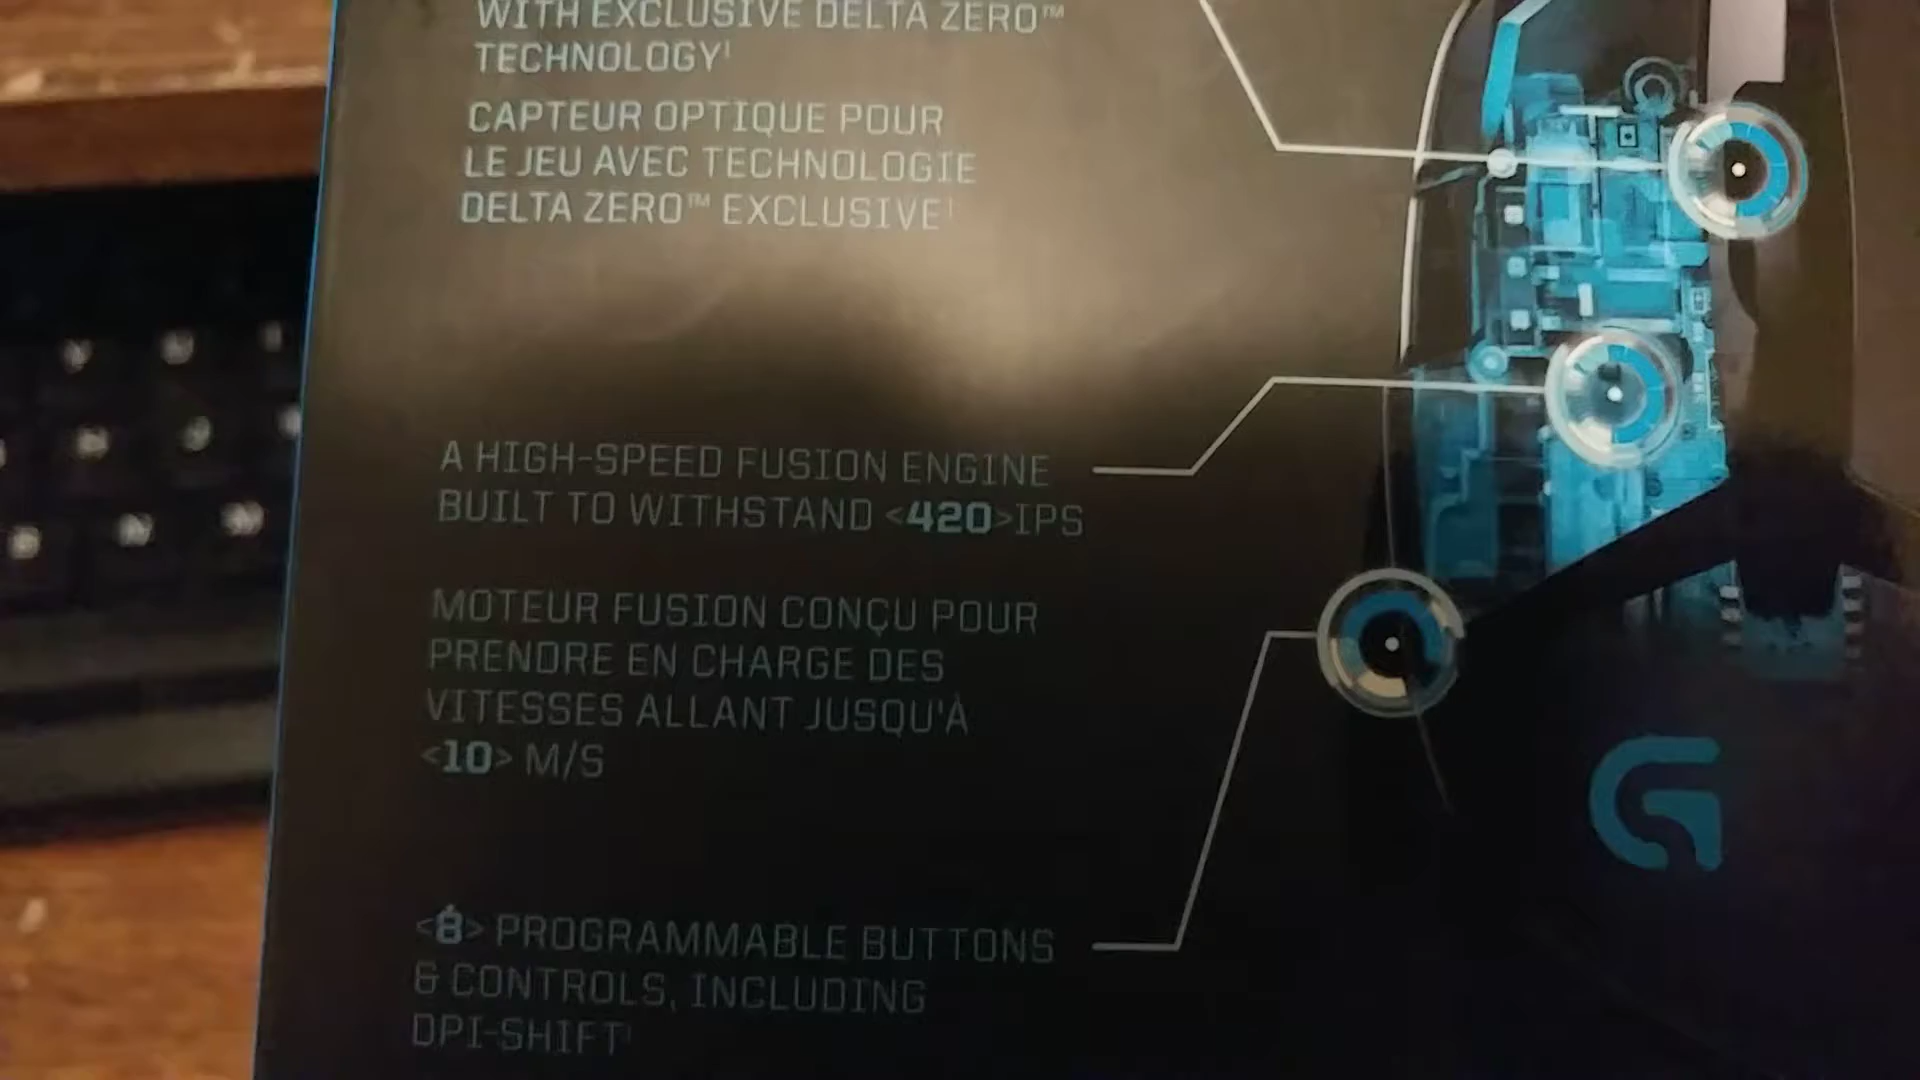 WITH EXCLUSIVE DELTA ZERO™
TECHNOLOGY¹
CAPTEUR OPTIQUE POUR
LE JEU AVEC TECHNOLOGIE
DELTA ZERO™ EXCLUSIVE¹
A HIGH-SPEED FUSION ENGINE
BUILT TO WITHSTAND <420>IPS
MOTEUR FUSION CONÇU POUR
PRENDRE EN CHARGE DES
VITESSES ALLANT JUSQU'À
<10> M/S
<8> PROGRAMMABLE BUTTONS
& CONTROLS, INCLUDING
DPI-SHIFT¹
G